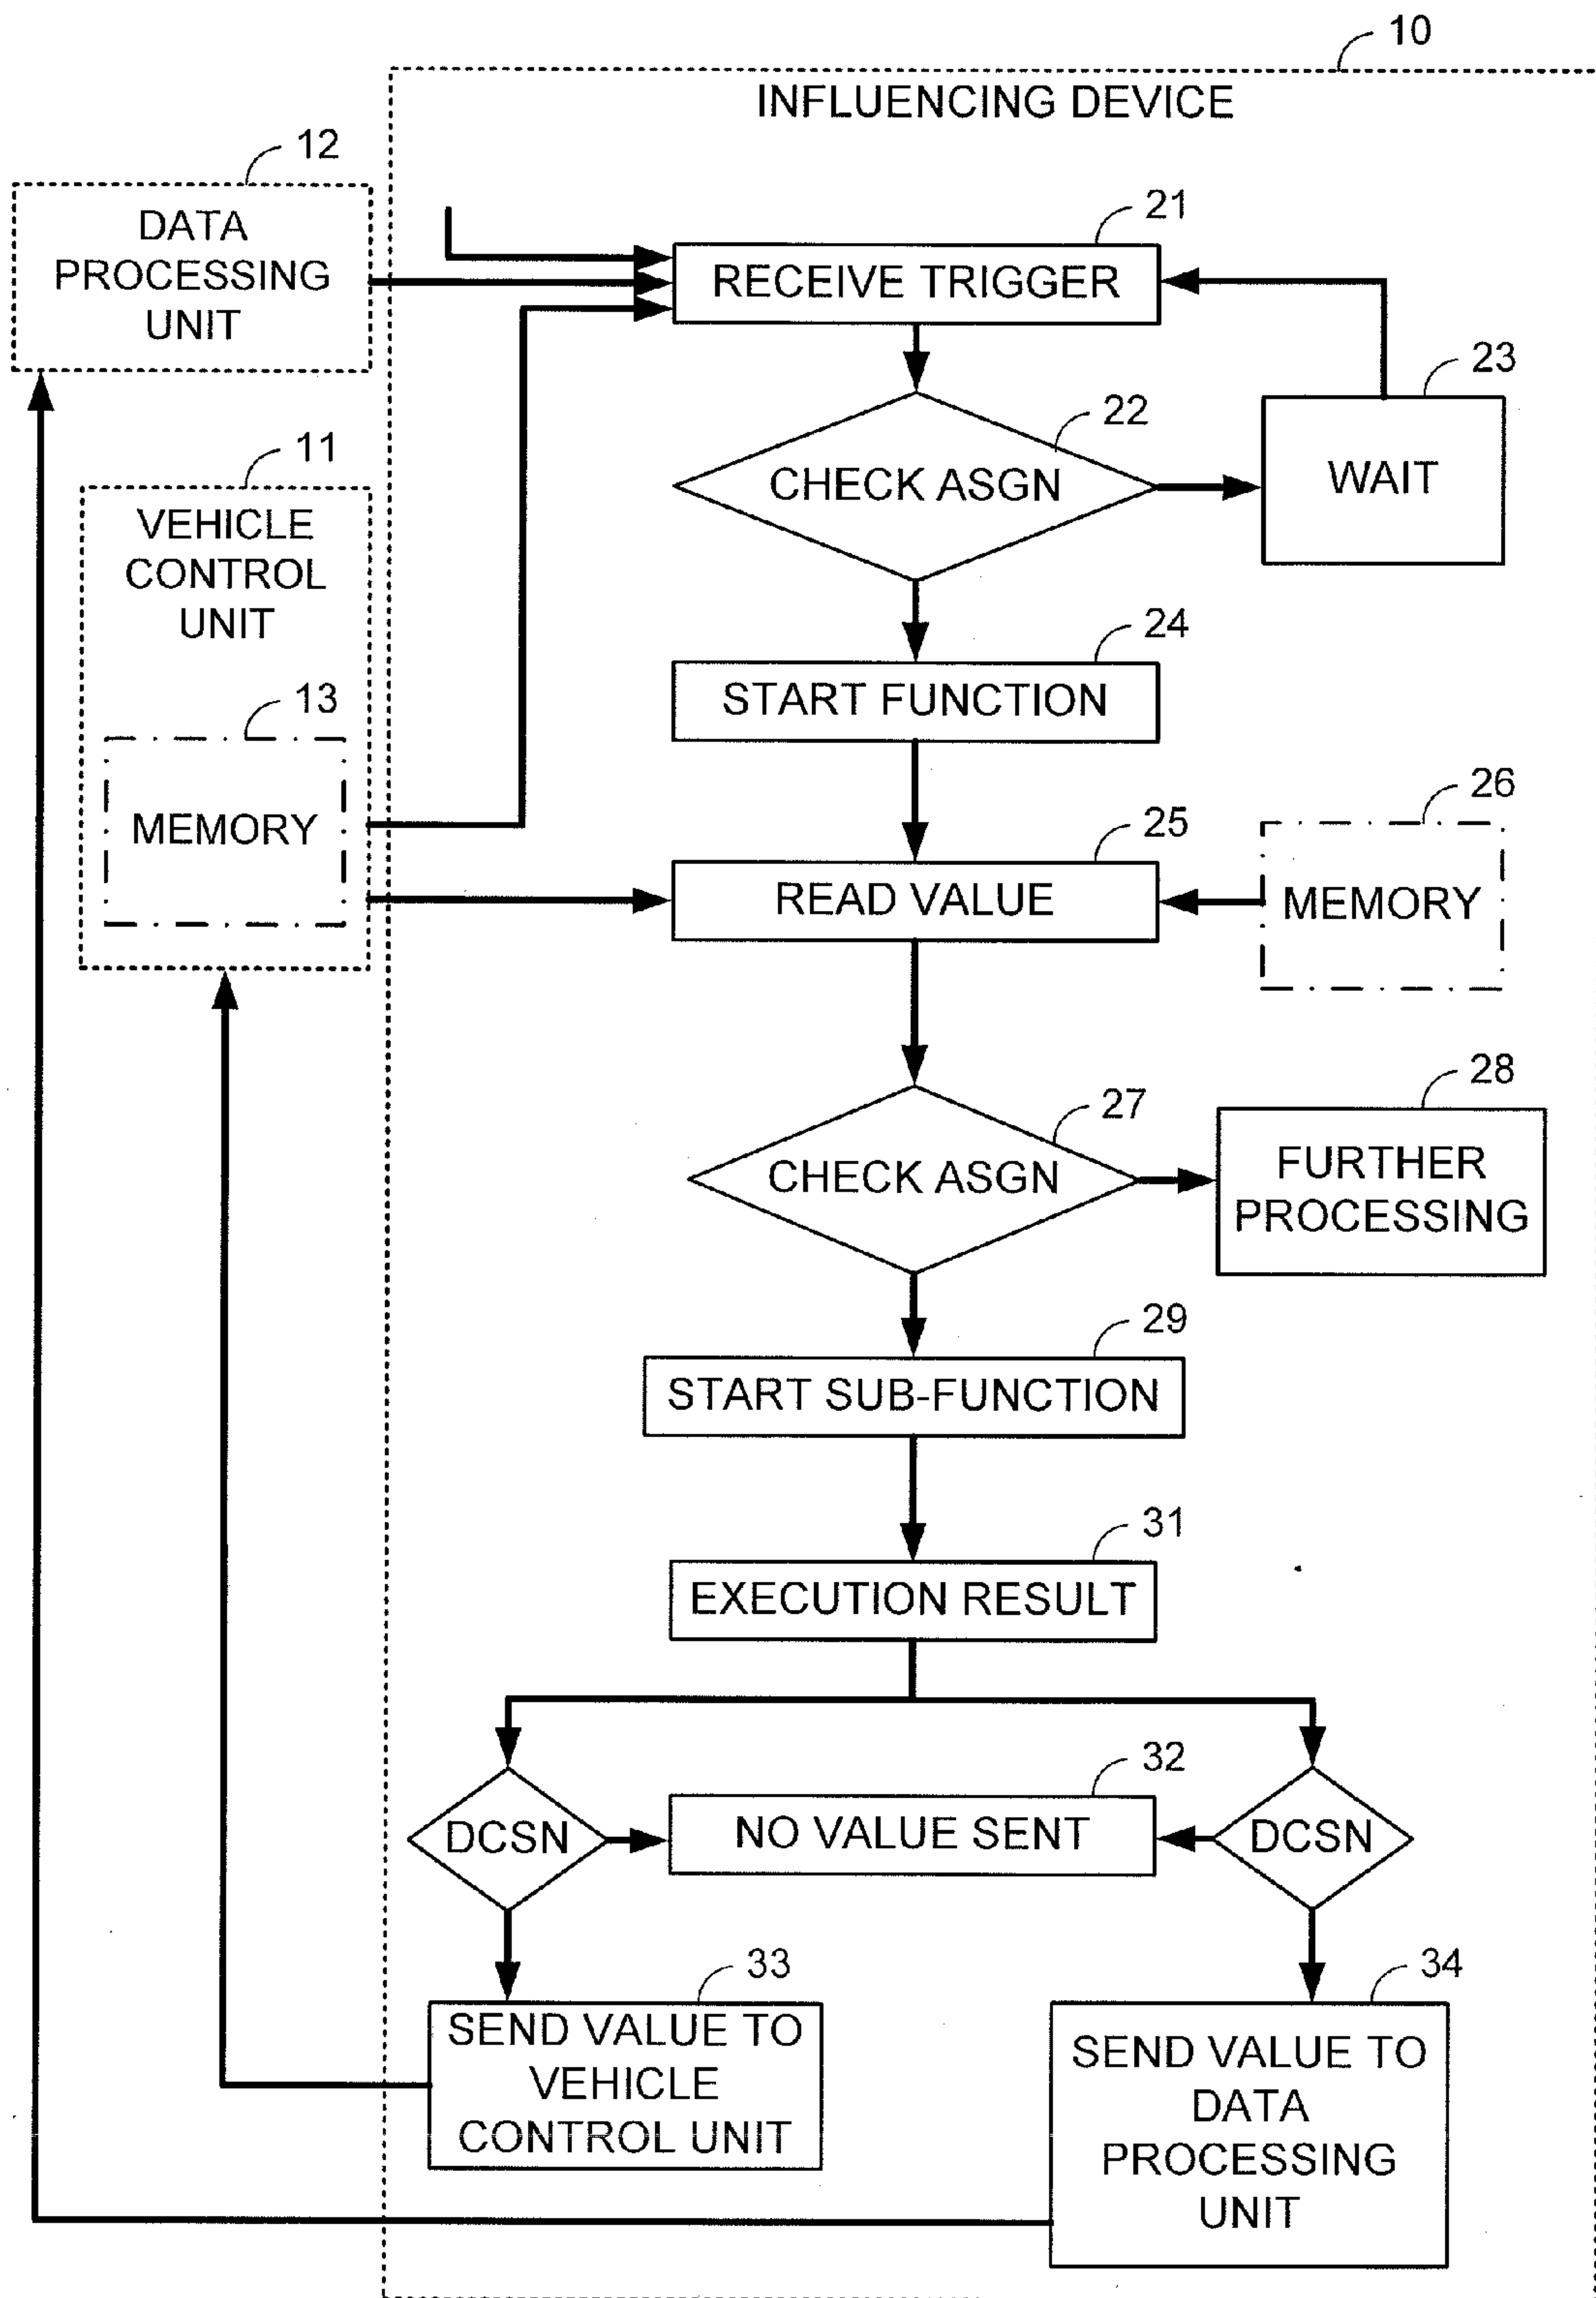 10
INFLUENCING DEVICE
12
DATA
PROCESSING
UNIT
21
RECEIVE TRIGGER
22
CHECK ASGN
23
WAIT
11
VEHICLE
CONTROL
UNIT
13
MEMORY
24
START FUNCTION
25
READ VALUE
26
MEMORY
27
CHECK ASGN
28
FURTHER
PROCESSING
29
START SUB-FUNCTION
31
EXECUTION RESULT
DCSN
32
NO VALUE SENT
DCSN
33
SEND VALUE TO
VEHICLE
CONTROL UNIT
34
SEND VALUE TO
DATA
PROCESSING
UNIT